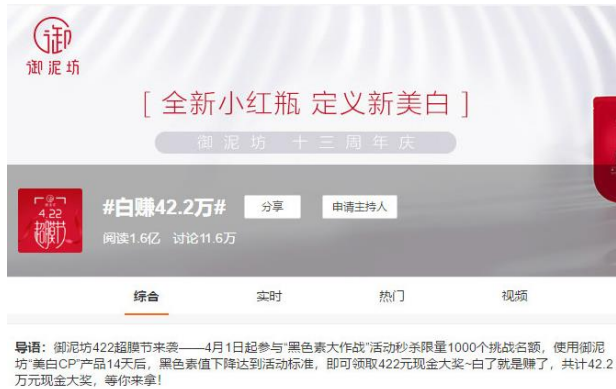 御
御泥坊
[ 全新小红瓶 定义新美白 ]
御泥坊 十三周年庆
4.22
超膜节
#白赚42.2万#
分享
申请主持人
阅读1.6亿 讨论11.6万
综合 实时 热门 视频
导语：御泥坊422超膜节来袭——4月1日起参与“黑色素大作战”活动秒杀限量1000个挑战名额，使用御泥
坊“美白CP”产品14天后，黑色素值下降达到活动标准，即可领取422元现金大奖~白了就是赚了，共计42.2
万元现金大奖，等你来拿！